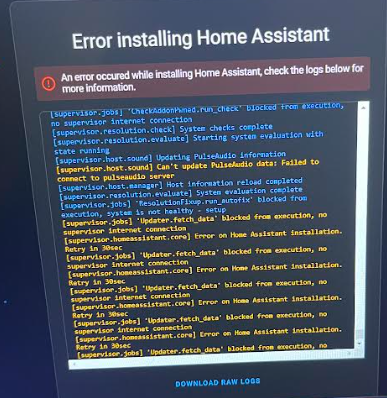 Error installing Home Assistant
An error occured while installing Home Assistant, check the logs below for
more information.
[supervisor.jobs] 'CheckAddonPwned.run_check' blocked from execution,
no supervisor internet connection
[supervisor.resolution.check] System checks complete
[supervisor.resolution.evaluate] Starting system evaluation with
state running
[supervisor.host.sound] Updating PulseAudio information
[supervisor.host.sound] Can't update PulseAudio data: Failed to
connect to pulseaudio server
[supervisor.host.manager] Host information reload completed
[supervisor.resolution.evaluate] System evaluation complete
[supervisor.jobs] 'ResolutionFixup.run_autofix' blocked from
execution, system is not healthy - setup
[supervisor.jobs] 'Updater.fetch_data' blocked from execution, no
supervisor internet connection
[supervisor.homeassistant.core] Error on Home Assistant installation.
Retry in 30sec
[supervisor.jobs] 'Updater.fetch_data' blocked from execution, no
supervisor internet connection
[supervisor.homeassistant.core] Error on Home Assistant installation.
Retry in 30sec
[supervisor.jobs] 'Updater.fetch_data' blocked from execution, no
supervisor internet connection
[supervisor.homeassistant.core] Error on Home Assistant installation.
Retry in 30sec
[supervisor.jobs] 'Updater.fetch_data' blocked from execution, no
supervisor internet connection
[supervisor.homeassistant.core] Error on Home Assistant installation.
Retry in 30sec
[supervisor.jobs] 'Updater.fetch_data' blocked from execution, no
DOWNLOAD RAW LOGS